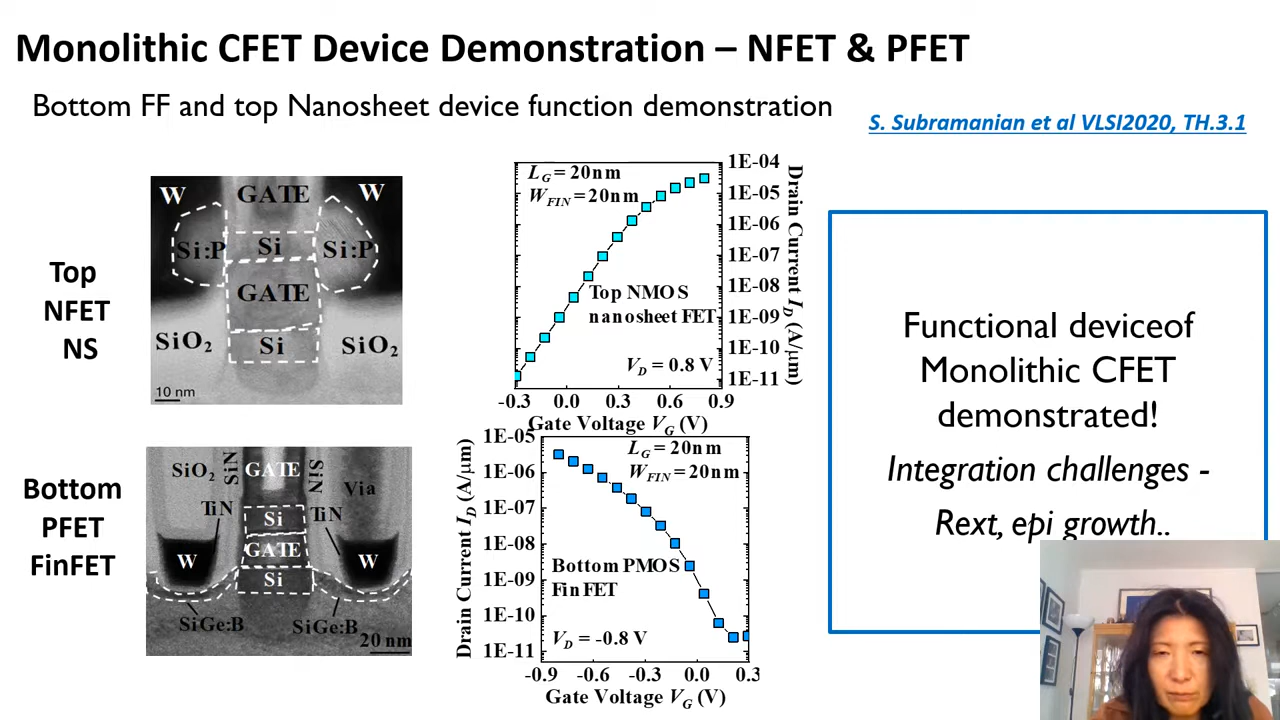 Monolithic CFET Device Demonstration – NFET & PFET
Bottom FF and top Nanosheet device function demonstration
S. Subramanian et al VLSI2020, TH.3.1
Top
NFET
NS
W
GATE
W
Si:P
Si
Si:P
GATE
SiO2
Si
SiO2
10 nm
LG = 20nm
WFIN = 20nm
Top NMOS
nanosheet FET
VD = 0.8 V
1E-04
1E-05
1E-06
1E-07
1E-08
1E-09
1E-10
1E-11
Drain Current ID (A/μm)
-0.3 0.0 0.3 0.6 0.9
Gate Voltage VG (V)
Bottom
PFET
FinFET
SiO2
SiN
GATE
SiN
Via
TiN
Si
TiN
W
GATE
W
Si
SiGe:B
SiGe:B
20 nm
Drain Current ID (A/μm)
1E-05
1E-06
1E-07
1E-08
1E-09
1E-10
1E-11
LG = 20nm
WFIN = 20nm
Bottom PMOS
FinFET
VD = -0.8 V
-0.9 -0.6 -0.3 0.0 0.3
Gate Voltage VG (V)
Functional deviceof
Monolithic CFET
demonstrated!
Integration challenges -
Rext, epi growth..